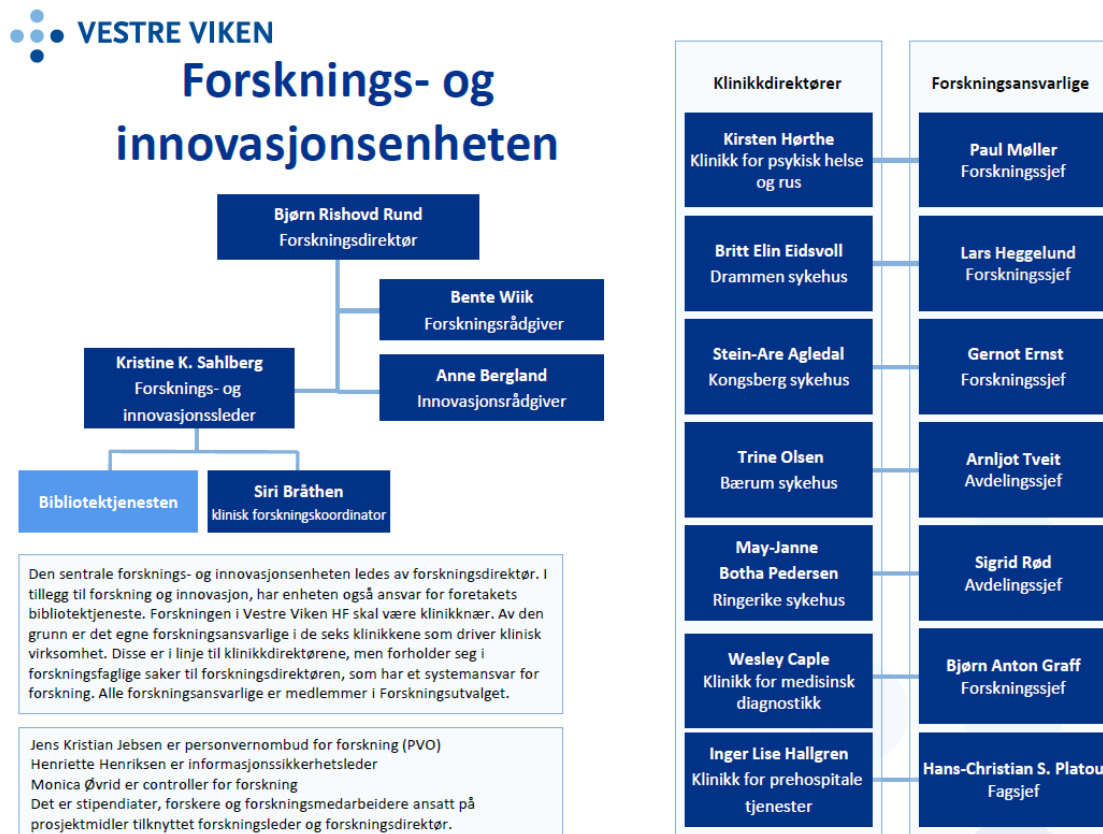 VESTRE VIKEN
Forsknings- og
innovasjonsenheten
Bjørn Rishovd Rund
Forskningsdirektør
Bente Wiik
Forskningsrådgiver
Kristine K. Sahlberg
Forsknings- og
innovasjonssleder
Anne Bergland
Innovasjonsrådgiver
Bibliotektjenesten
Siri Bråthen
klinisk forskningskoordinator
Den sentrale forsknings- og innovasjonsenheten ledes av forskningsdirektør. I
tillegg til forskning og innovasjon, har enheten også ansvar for foretakets
bibliotektjeneste. Forskningen i Vestre Viken HF skal være klinikknær. Av den
grunn er det egne forskningsansvarlige i de seks klinikkene som driver klinisk
virksomhet. Disse er i linje til klinikkdirektørene, men forholder seg i
forskningsfaglige saker til forskningsdirektøren, som har et systemansvar for
forskning. Alle forskningsansvarlige er medlemmer i Forskningsutvalget.
Jens Kristian Jebsen er personvernombud for forskning (PVO)
Henriette Henriksen er informasjonssikkerhetsleder
Monica Øvrid er controller for forskning
Det er stipendiater, forskere og forskningsmedarbeidere ansatt på
prosjektmidler tilknyttet forskningsleder og forskningsdirektør.
Klinikkdirektører
Forskningsansvarlige
Kirsten Hørthe
Klinikk for psykisk helse
og rus
Paul Møller
Forskningssjef
Britt Elin Eidsvoll
Drammen sykehus
Lars Heggelund
Forskningssjef
Stein-Are Agledal
Kongsberg sykehus
Gernot Ernst
Forskningssjef
Trine Olsen
Bærum sykehus
Arnljot Tveit
Avdelingssjef
May-Janne
Botha Pedersen
Ringerike sykehus
Sigrid Rød
Avdelingssjef
Wesley Caple
Klinikk for medisinsk
diagnostikk
Bjørn Anton Graff
Forskningssjef
Inger Lise Hallgren
Klinikk for prehospitale
tjenester
Hans-Christian S. Platou
Fagsjef